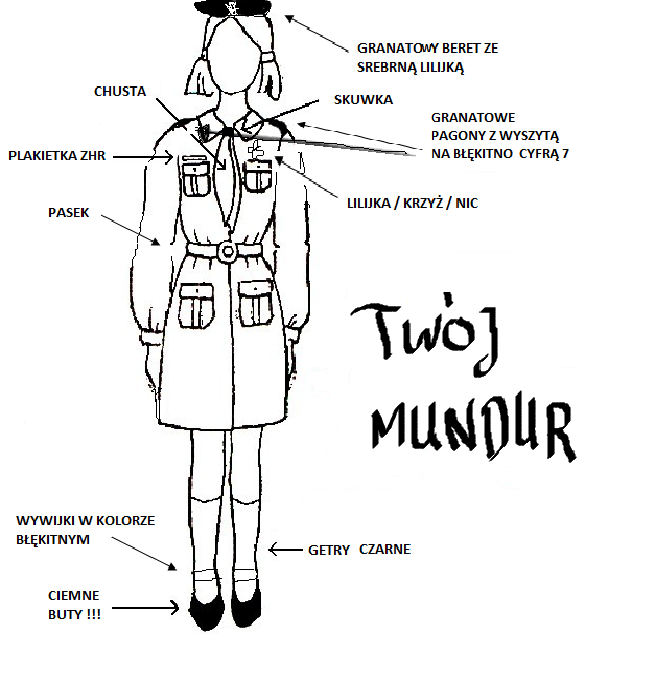 GRANATOWY BERET ZE
SREBRNĄ LILIJKĄ
CHUSTA
SKUWKA
GRANATOWE
PAGONY Z WYSZYTĄ
NA BŁĘKITNO CYFRĄ 7
PLAKIETKA ZHR
LILIJKA / KRZYŻ / NIC
PASEK
TWÓJ
MUNDUR
WYWIJKI W KOLORZE
BŁĘKITNYM
GETRY CZARNE
CIEMNE
BUTY !!!